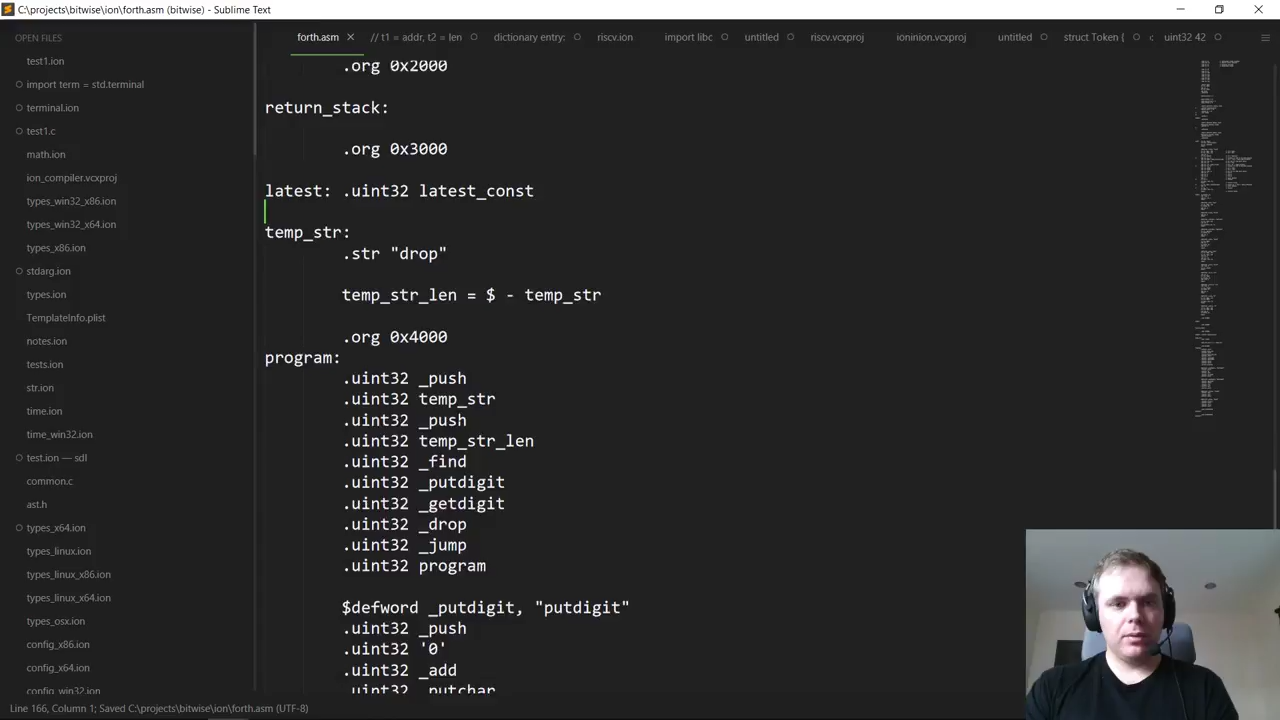 C:\projects\bitwise\ion\forth.asm (bitwise) - Sublime Text
OPEN FILES
test1.ion
import term = std.terminal
terminal.ion
test1.c
math.ion
ion_compiler.vcxproj
types_win32_x86.ion
types_win32_x64.ion
types_x86.ion
stdarg.ion
types.ion
TemplateInfo.plist
notes.ion
tests.ion
str.ion
time.ion
time_win32.ion
test.ion — sdl
common.c
ast.h
types_x64.ion
types_linux.ion
types_linux_x86.ion
types_linux_x64.ion
types_osx.ion
config_x86.ion
config_x64.ion
config_win32.ion
forth.asm // t1 = addr, t2 = len dictionary entry: riscv.ion import libc untitled riscv.vcxproj ioninion.vcxproj untitled struct Token { uint32 42
.org 0x2000
return_stack:
.org 0x3000
latest: .uint32 latest_const
temp_str:
.str "drop"
temp_str_len = $ - temp_str
.org 0x4000
program:
.uint32 _push
.uint32 temp_str
.uint32 _push
.uint32 temp_str_len
.uint32 _find
.uint32 _putdigit
.uint32 _getdigit
.uint32 _drop
.uint32 _jump
.uint32 program
$defword _putdigit, "putdigit"
.uint32 _push
.uint32 '0'
.uint32 _add
.uint32 _putchar
Line 166, Column 1; Saved C:\projects\bitwise\ion\forth.asm (UTF-8)